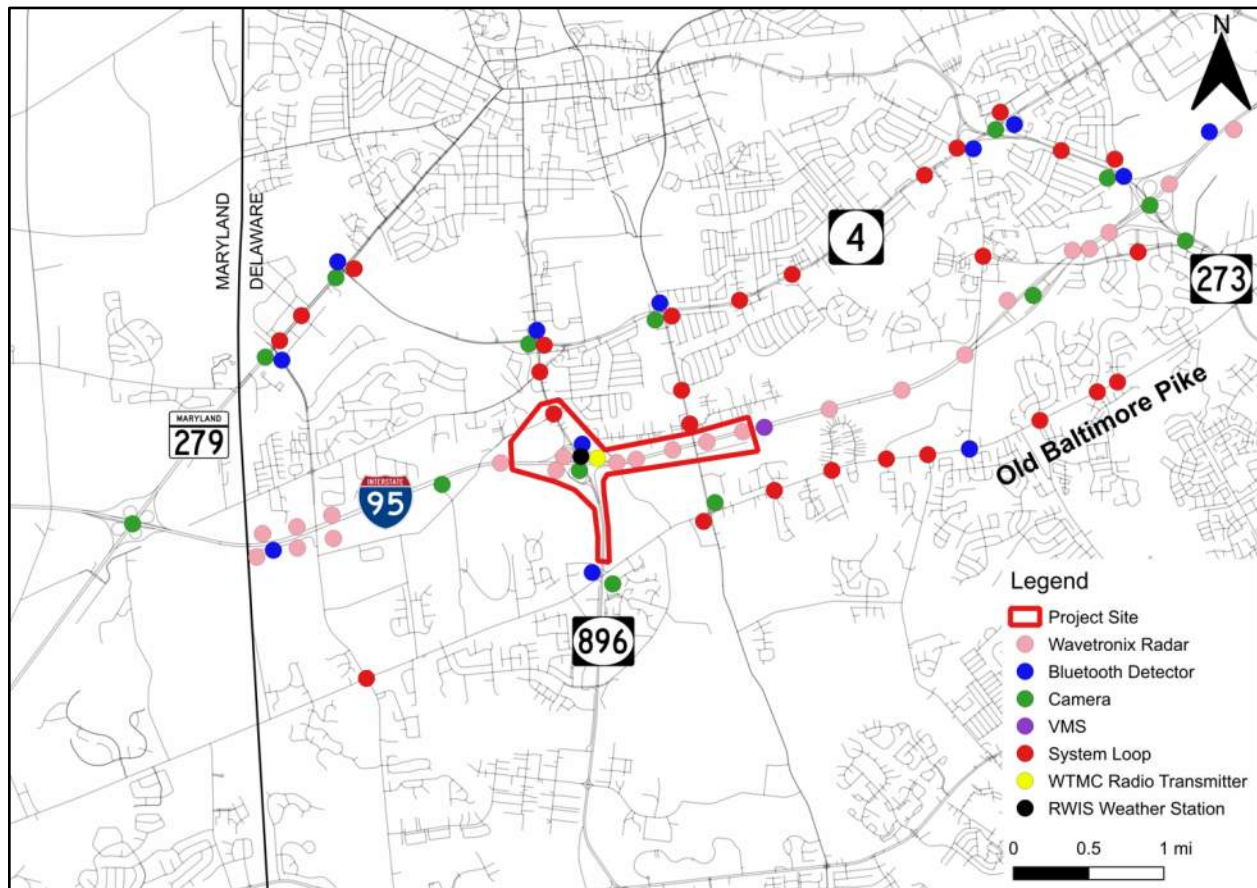 N
MARYLAND
DELAWARE
4
273
MARYLAND
279
INTERSTATE
95
Old Baltimore Pike
896
Legend
Project Site
Wavetronix Radar
Bluetooth Detector
Camera
VMS
System Loop
WTMC Radio Transmitter
RWIS Weather Station
0 0.5 1 mi